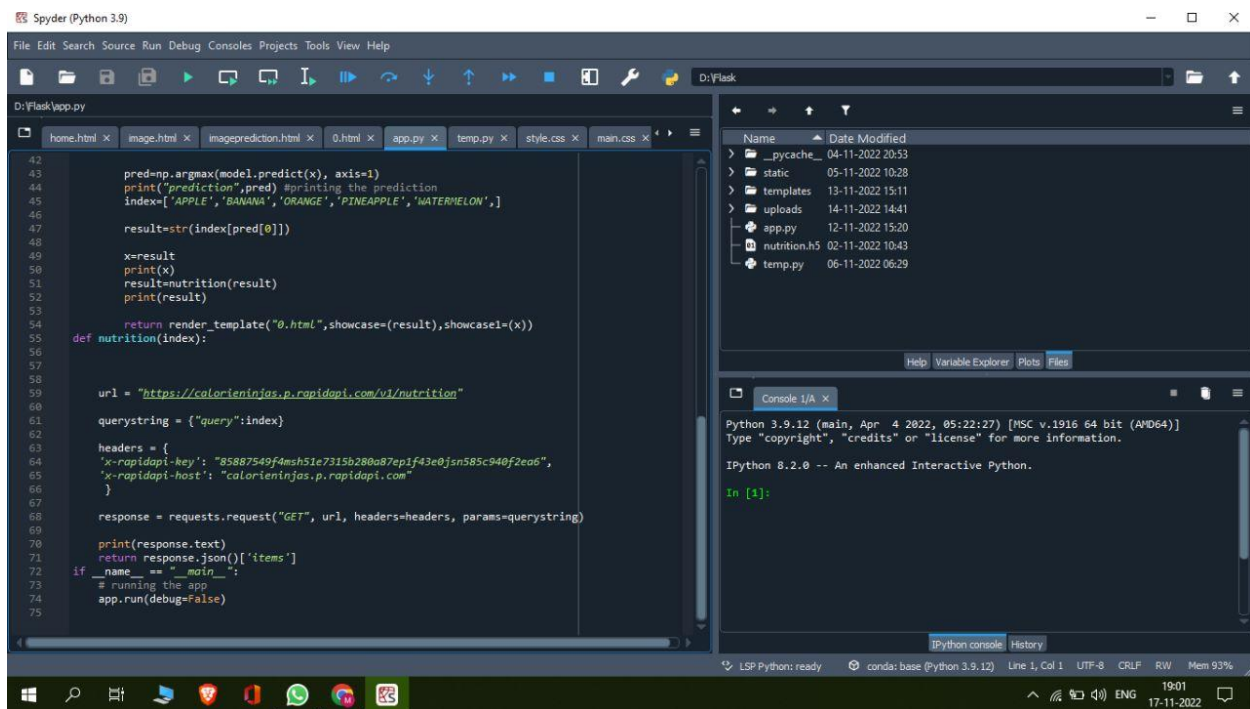 Spyder (Python 3.9)
File Edit Search Source Run Debug Consoles Projects Tools View Help
D:\Flask
D:\Flask\app.py
home.html image.html imageprediction.html 0.html app.py temp.py style.css main.css
42
43 pred=np.argmax(model.predict(x), axis=1)
44 print("prediction",pred) #printing the prediction
45 index=['APPLE','BANANA','ORANGE','PINEAPPLE','WATERMELON',]
46
47 result=str(index[pred[0]])
48
49 x=result
50 print(x)
51 result=nutrition(result)
52 print(result)
53
54 return render_template("0.html",showcase=(result),showcase1=(x))
55 def nutrition(index):
56
57
58
59 url = "https://calorieninjas.p.rapidapi.com/v1/nutrition"
60
61 querystring = {"query":index}
62
63 headers = {
64 'x-rapidapi-key': "85887549f4msh51e7315b280a87ep1f43e0jsn585c940f2ea6",
65 'x-rapidapi-host': "calorieninjas.p.rapidapi.com"
66 }
67
68 response = requests.request("GET", url, headers=headers, params=querystring)
69
70 print(response.text)
71 return response.json()['items']
72 if __name__ == "__main__":
73 # running the app
74 app.run(debug=False)
75
Name Date Modified
__pycache__ 04-11-2022 20:53
static 05-11-2022 10:28
templates 13-11-2022 15:11
uploads 14-11-2022 14:41
app.py 12-11-2022 15:20
nutrition.h5 02-11-2022 10:43
temp.py 06-11-2022 06:29
Help Variable Explorer Plots Files
Console 1/A
Python 3.9.12 (main, Apr 4 2022, 05:22:27) [MSC v.1916 64 bit (AMD64)]
Type "copyright", "credits" or "license" for more information.
IPython 8.2.0 -- An enhanced Interactive Python.
In [1]:
IPython console History
LSP Python: ready conda: base (Python 3.9.12) Line 1, Col 1 UTF-8 CRLF RW Mem 93%
ENG
19:01
17-11-2022